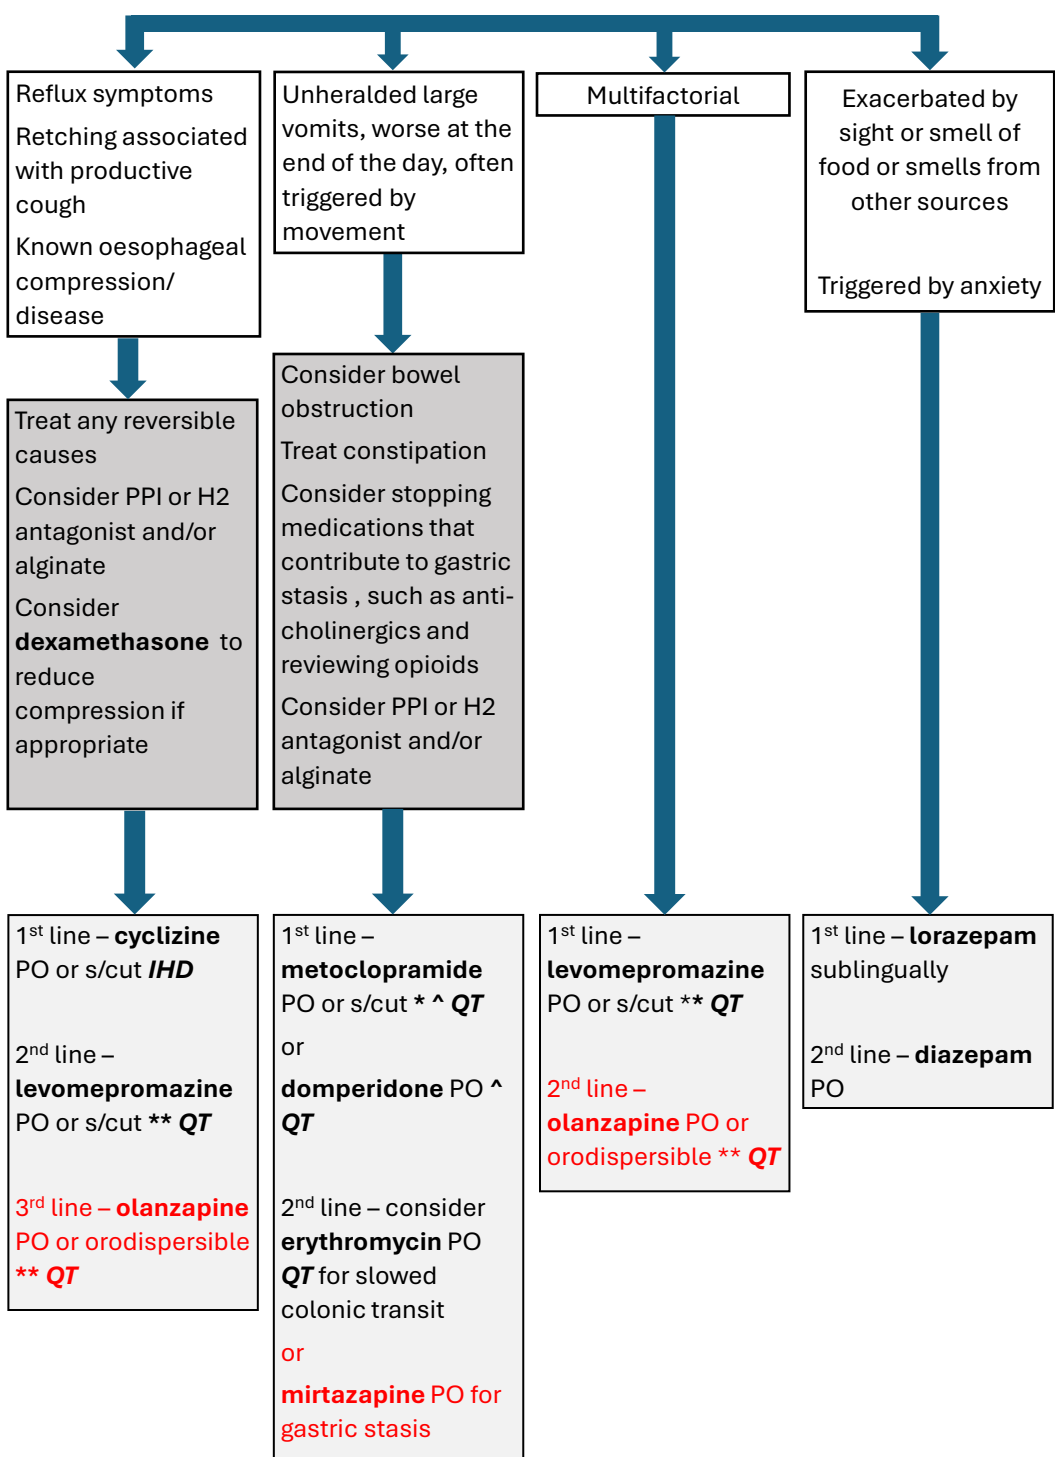 Reflux symptoms
Retching associated
with productive
cough
Known oesophageal
compression/
disease
Unheralded large
vomits, worse at the
end of the day, often
triggered by
movement
Multifactorial
Exacerbated by
sight or smell of
food or smells from
other sources
Triggered by anxiety
Treat any reversible
causes
Consider PPI or H2
antagonist and/or
alginate
Consider
dexamethasone to
reduce
compression if
appropriate
Consider bowel
obstruction
Treat constipation
Consider stopping
medications that
contribute to gastric
stasis , such as anti-
cholinergics and
reviewing opioids
Consider PPI or H2
antagonist and/or
alginate
1st line – cyclizine
PO or s/cut IHD
2nd line –
levomepromazine
PO or s/cut ** QT
3rd line – olanzapine
PO or orodispersible
** QT
1st line –
metoclopramide
PO or s/cut * ^ QT
or
domperidone PO ^
QT
2nd line – consider
erythromycin PO
QT for slowed
colonic transit
or
mirtazapine PO for
gastric stasis
1st line –
levomepromazine
PO or s/cut ** QT
2nd line –
olanzapine PO or
orodispersible ** QT
1st line – lorazepam
sublingually
2nd line – diazepam
PO